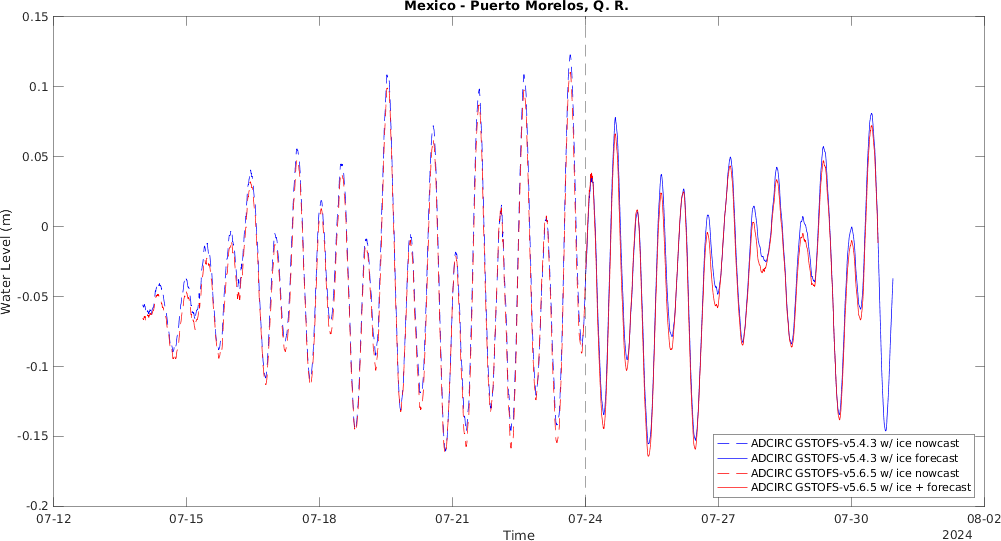 Mexico - Puerto Morelos, Q. R.
0.15
0.1
0.05
0
-0.05
-0.1
-0.15
-0.2
Water Level (m)
07-12 07-15 07-18 07-21 07-24 07-27 07-30 08-02
Time
2024
ADCIRC GSTOFS-v5.4.3 w/ ice nowcast
ADCIRC GSTOFS-v5.4.3 w/ ice forecast
ADCIRC GSTOFS-v5.6.5 w/ ice nowcast
ADCIRC GSTOFS-v5.6.5 w/ ice + forecast